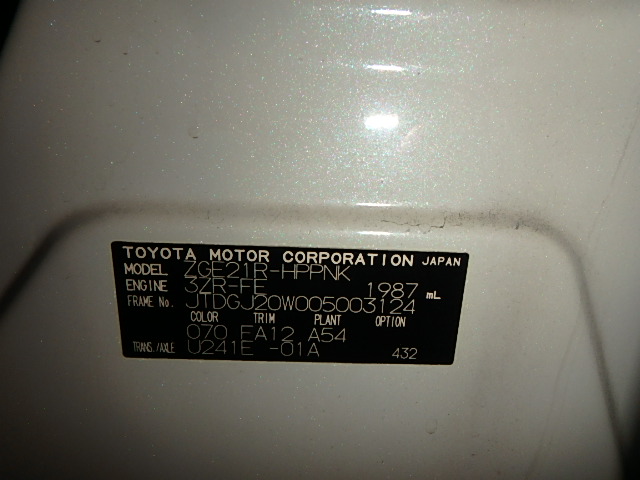 TOYOTA MOTOR CORPORATION JAPAN
MODEL ZGE21R-HPPNK
ENGINE 3ZR-FE 1987 mL
FRAME No. JTDGJ20W005003124
COLOR TRIM PLANT OPTION
070 FA12 A54
TRANS./AXLE U241E -01A 432